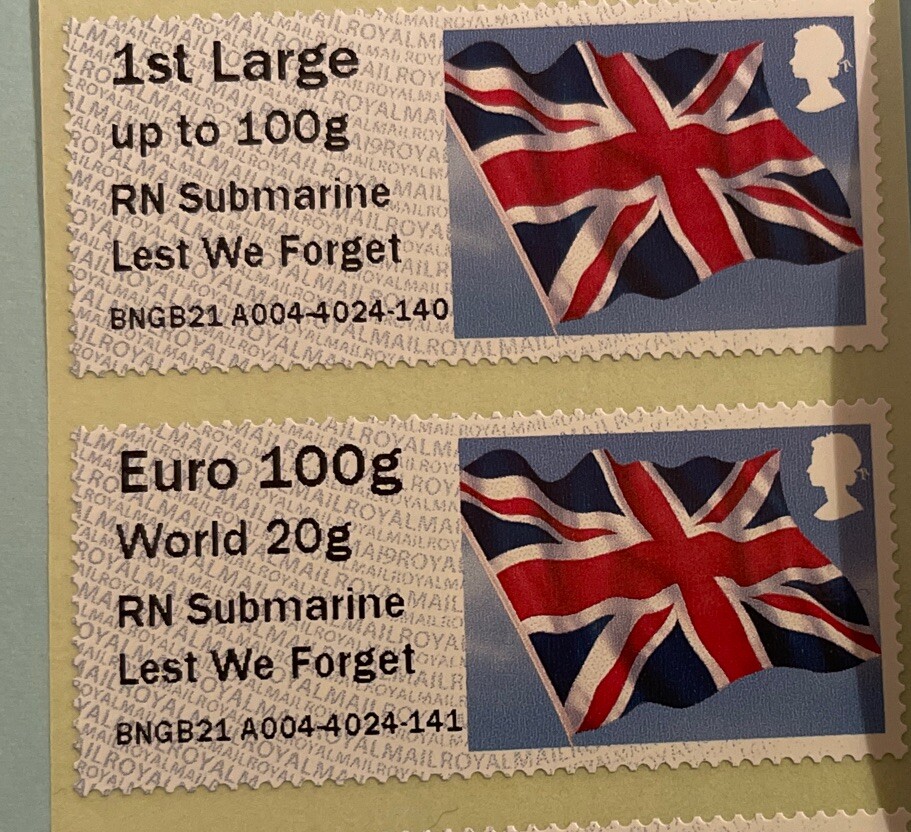 1st Large
up to 100g
RN Submarine
Lest We Forget
BNGB21 A004-4024-140
Euro 100g
World 20g
RN Submarine
Lest We Forget
BNGB21 A004-4024-141